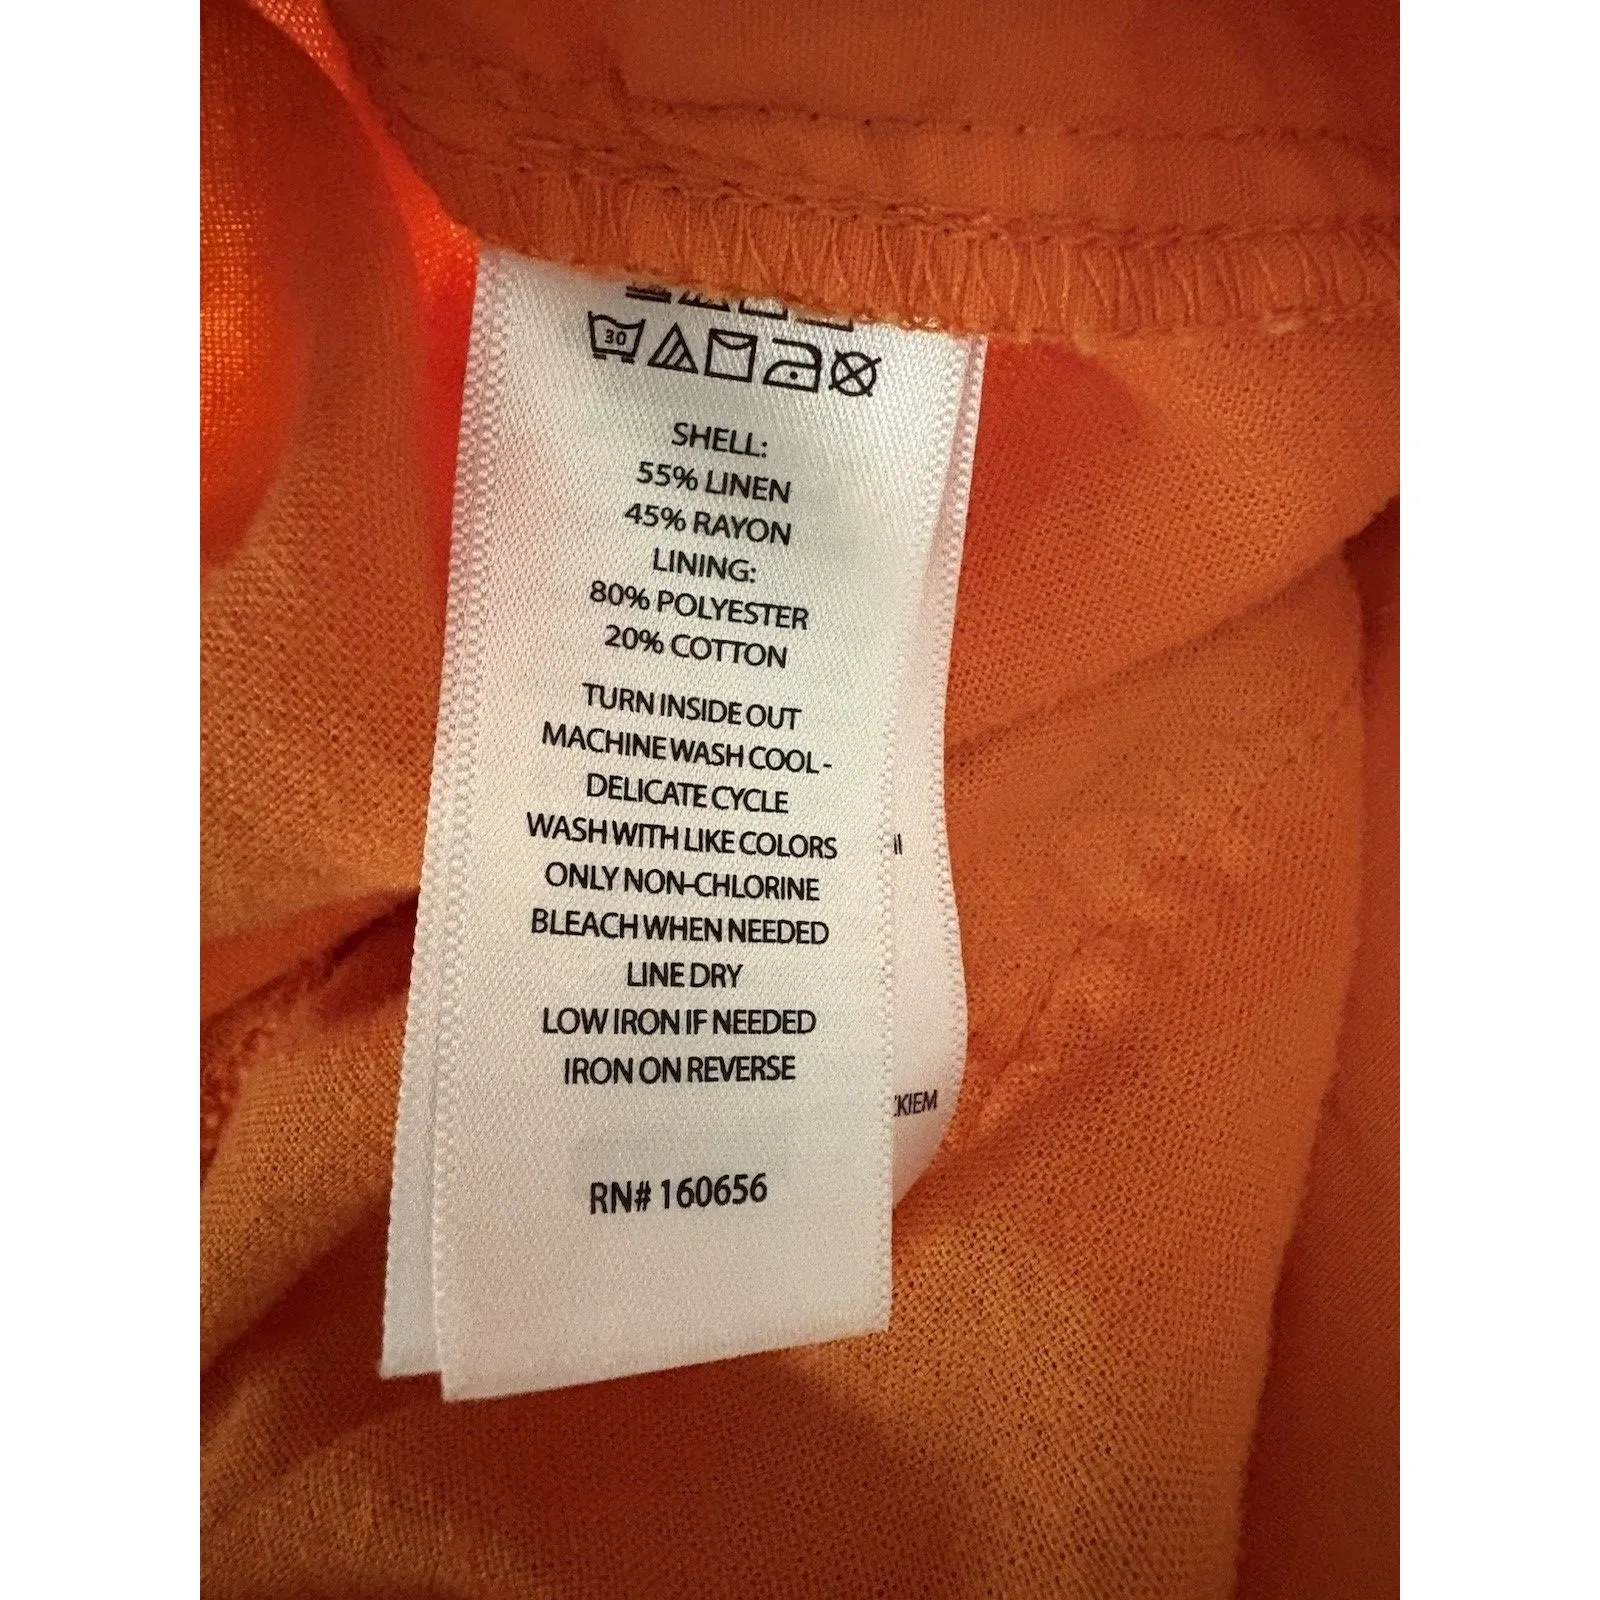 30
SHELL:
55% LINEN
45% RAYON
LINING:
80% POLYESTER
20% COTTON
TURN INSIDE OUT
MACHINE WASH COOL -
DELICATE CYCLE
WASH WITH LIKE COLORS
ONLY NON-CHLORINE
BLEACH WHEN NEEDED
LINE DRY
LOW IRON IF NEEDED
IRON ON REVERSE
RN# 160656